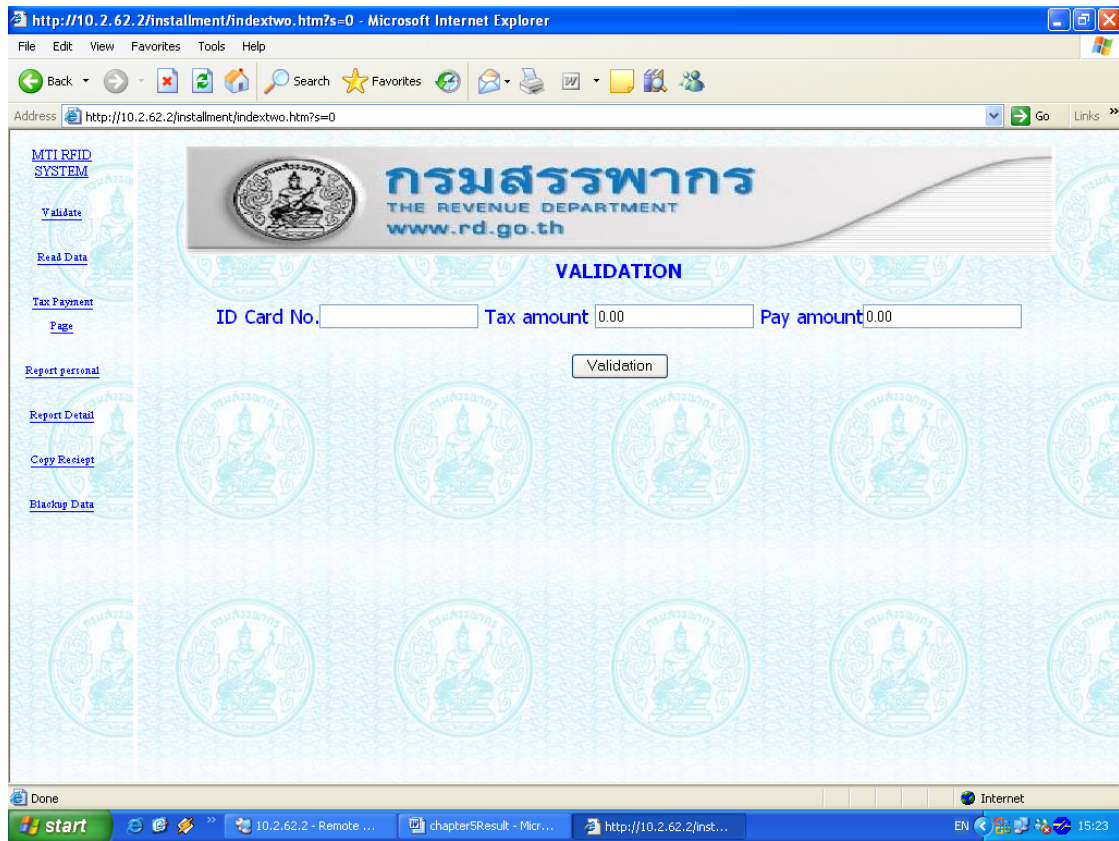 http://10.2.62.2/installment/indextwo.htm?s=0 - Microsoft Internet Explorer
File Edit View Favorites Tools Help
Back Search Favorites
Address http://10.2.62.2/installment/indextwo.htm?s=0 Go Links »
MTI RFID
SYSTEM
Validate
Read Data
Tax Payment
Page
Report personal
Report Detail
Copy Reciept
Blackup Data
กรมสรรพากร
THE REVENUE DEPARTMENT
www.rd.go.th
VALIDATION
ID Card No. Tax amount 0.00 Pay amount 0.00
Validation
Done Internet
start » 10.2.62.2 - Remote ... chapter5Result - Micr... http://10.2.62.2/inst... EN 15:23